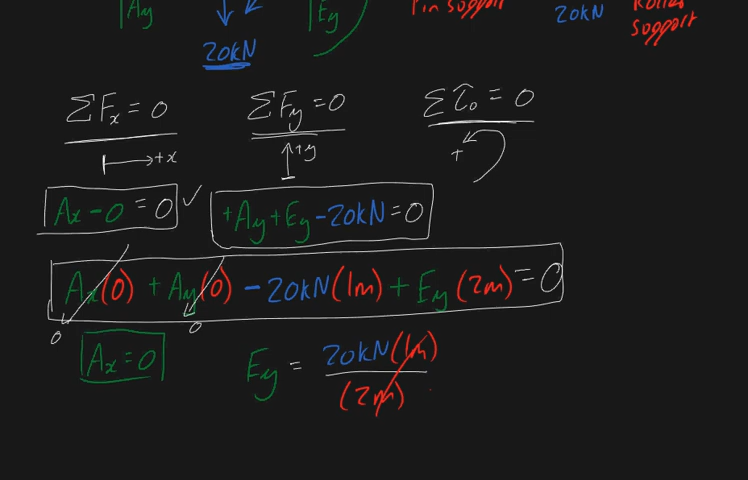 Ay Ey Pin support 20kN Roller
20kN support
ΣFx = 0 ΣFy = 0 Στo = 0
+x +y +
Ax - 0 = 0 ✓ +Ay + Ey - 20kN = 0
Ax(0) + Ay(0) - 20kN(1m) + Ey(2m) = 0
0 0
Ax = 0 Ey = 20kN(1m)
(2m)